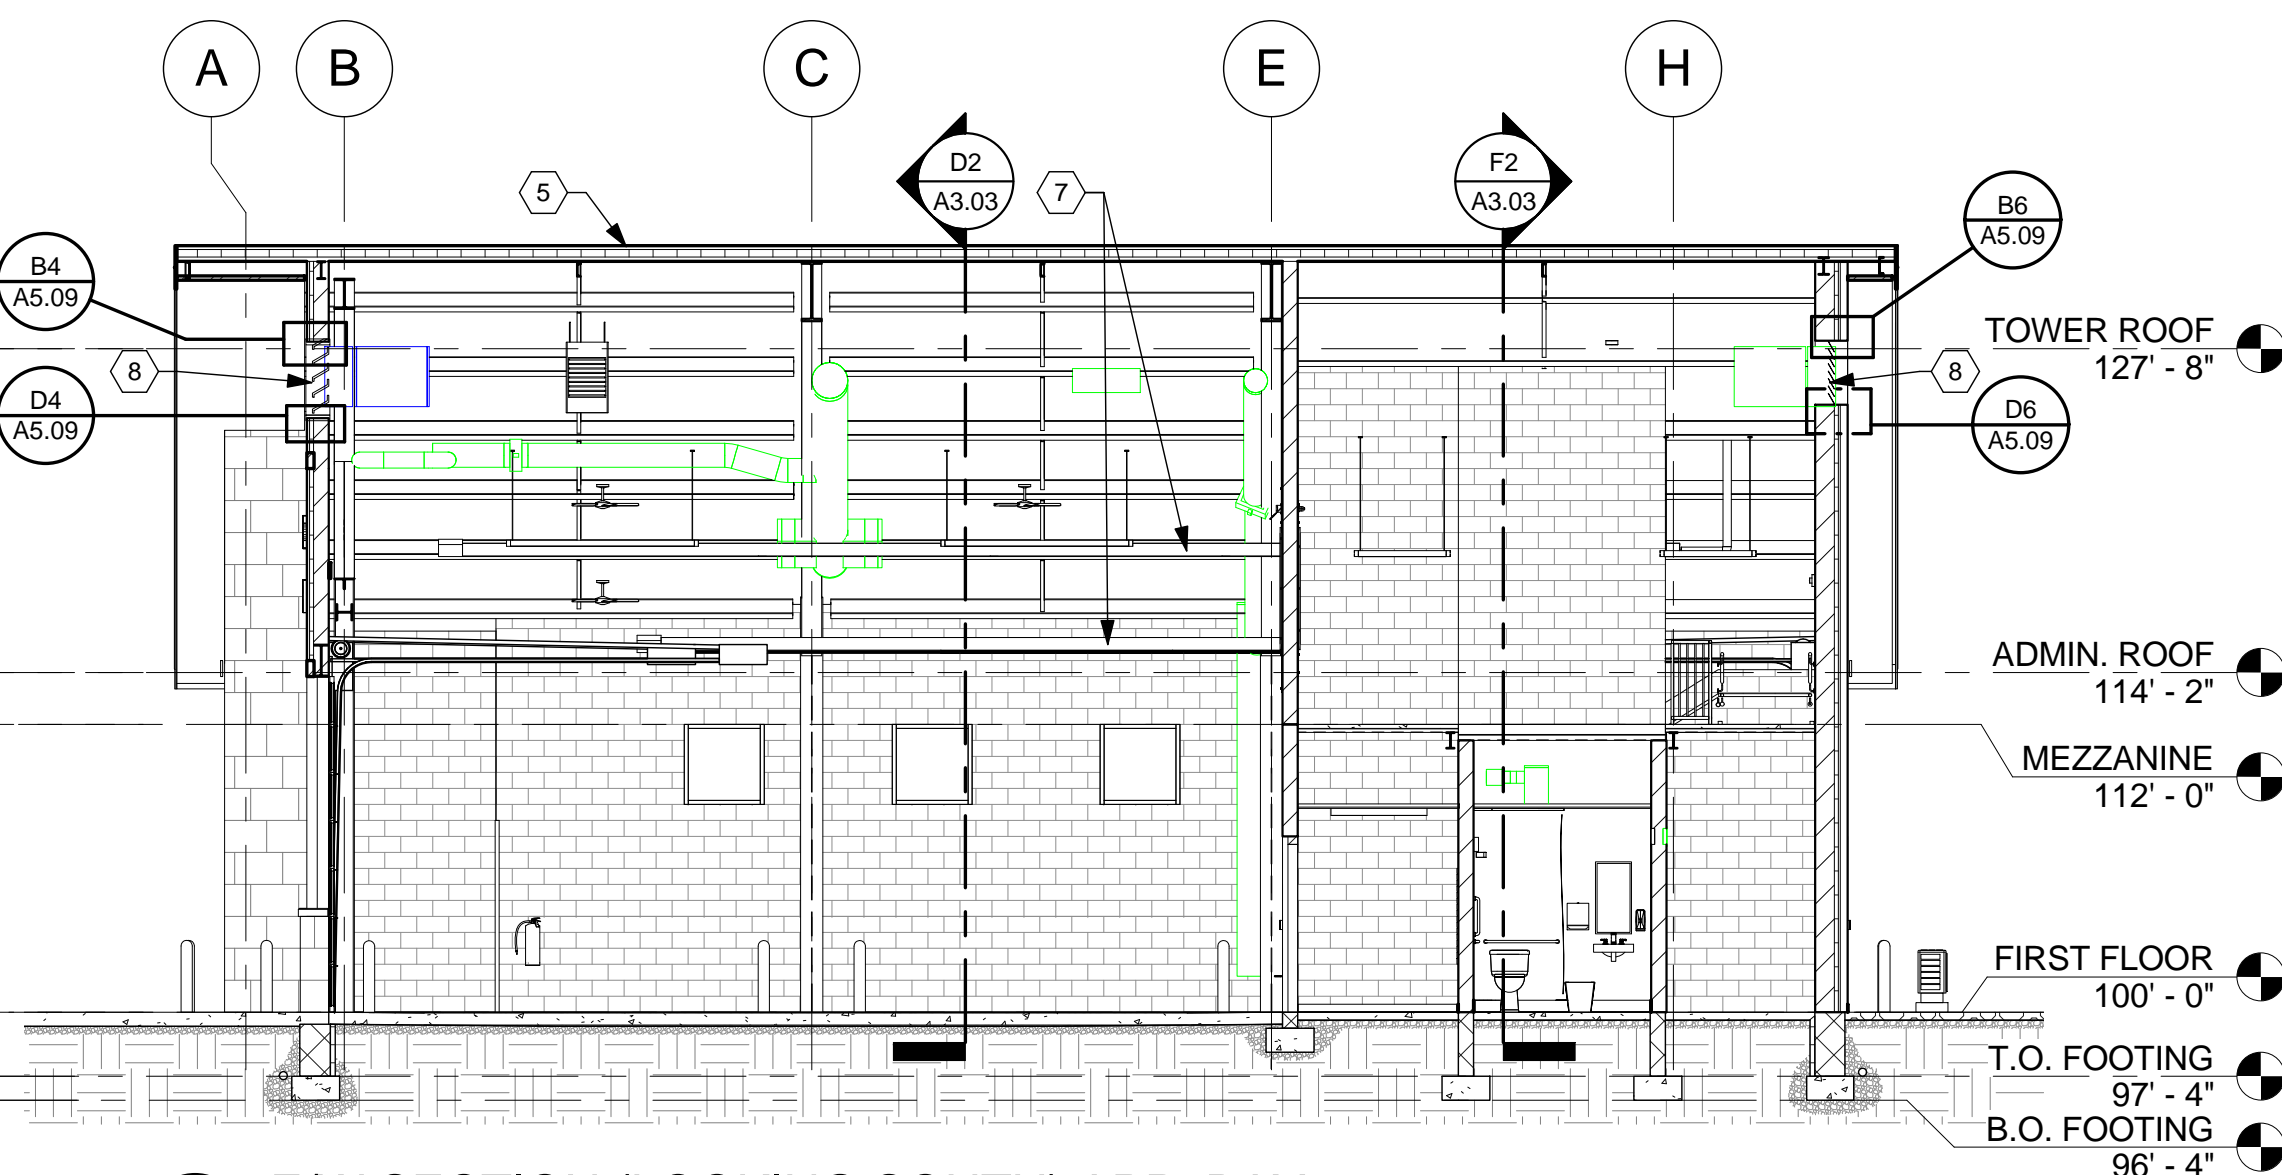 A
B
C
E
H
D2
A3.03
F2
A3.03
5
7
B6
A5.09
B4
A5.09
TOWER ROOF
127' - 8"
8
8
D4
A5.09
D6
A5.09
ADMIN. ROOF
114' - 2"
MEZZANINE
112' - 0"
FIRST FLOOR
100' - 0"
T.O. FOOTING
97' - 4"
B.O. FOOTING
96' - 4"